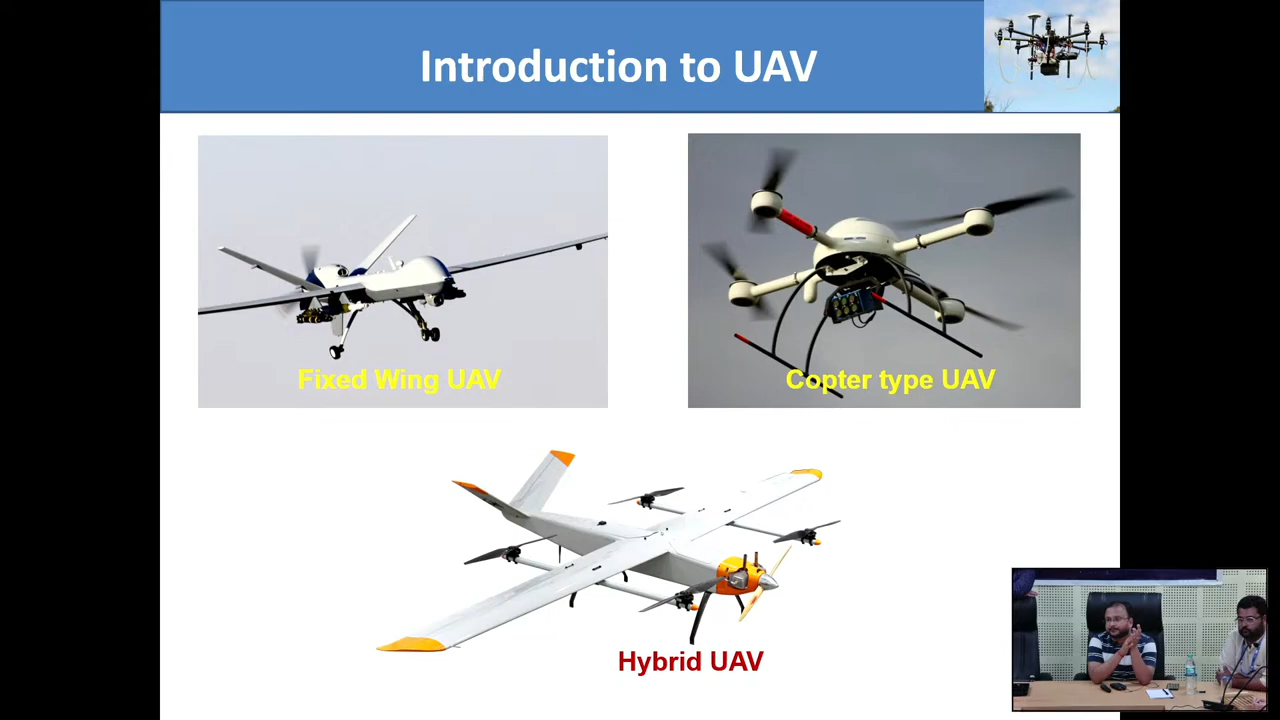 Introduction to UAV
Fixed Wing UAV
Copter type UAV
Hybrid UAV